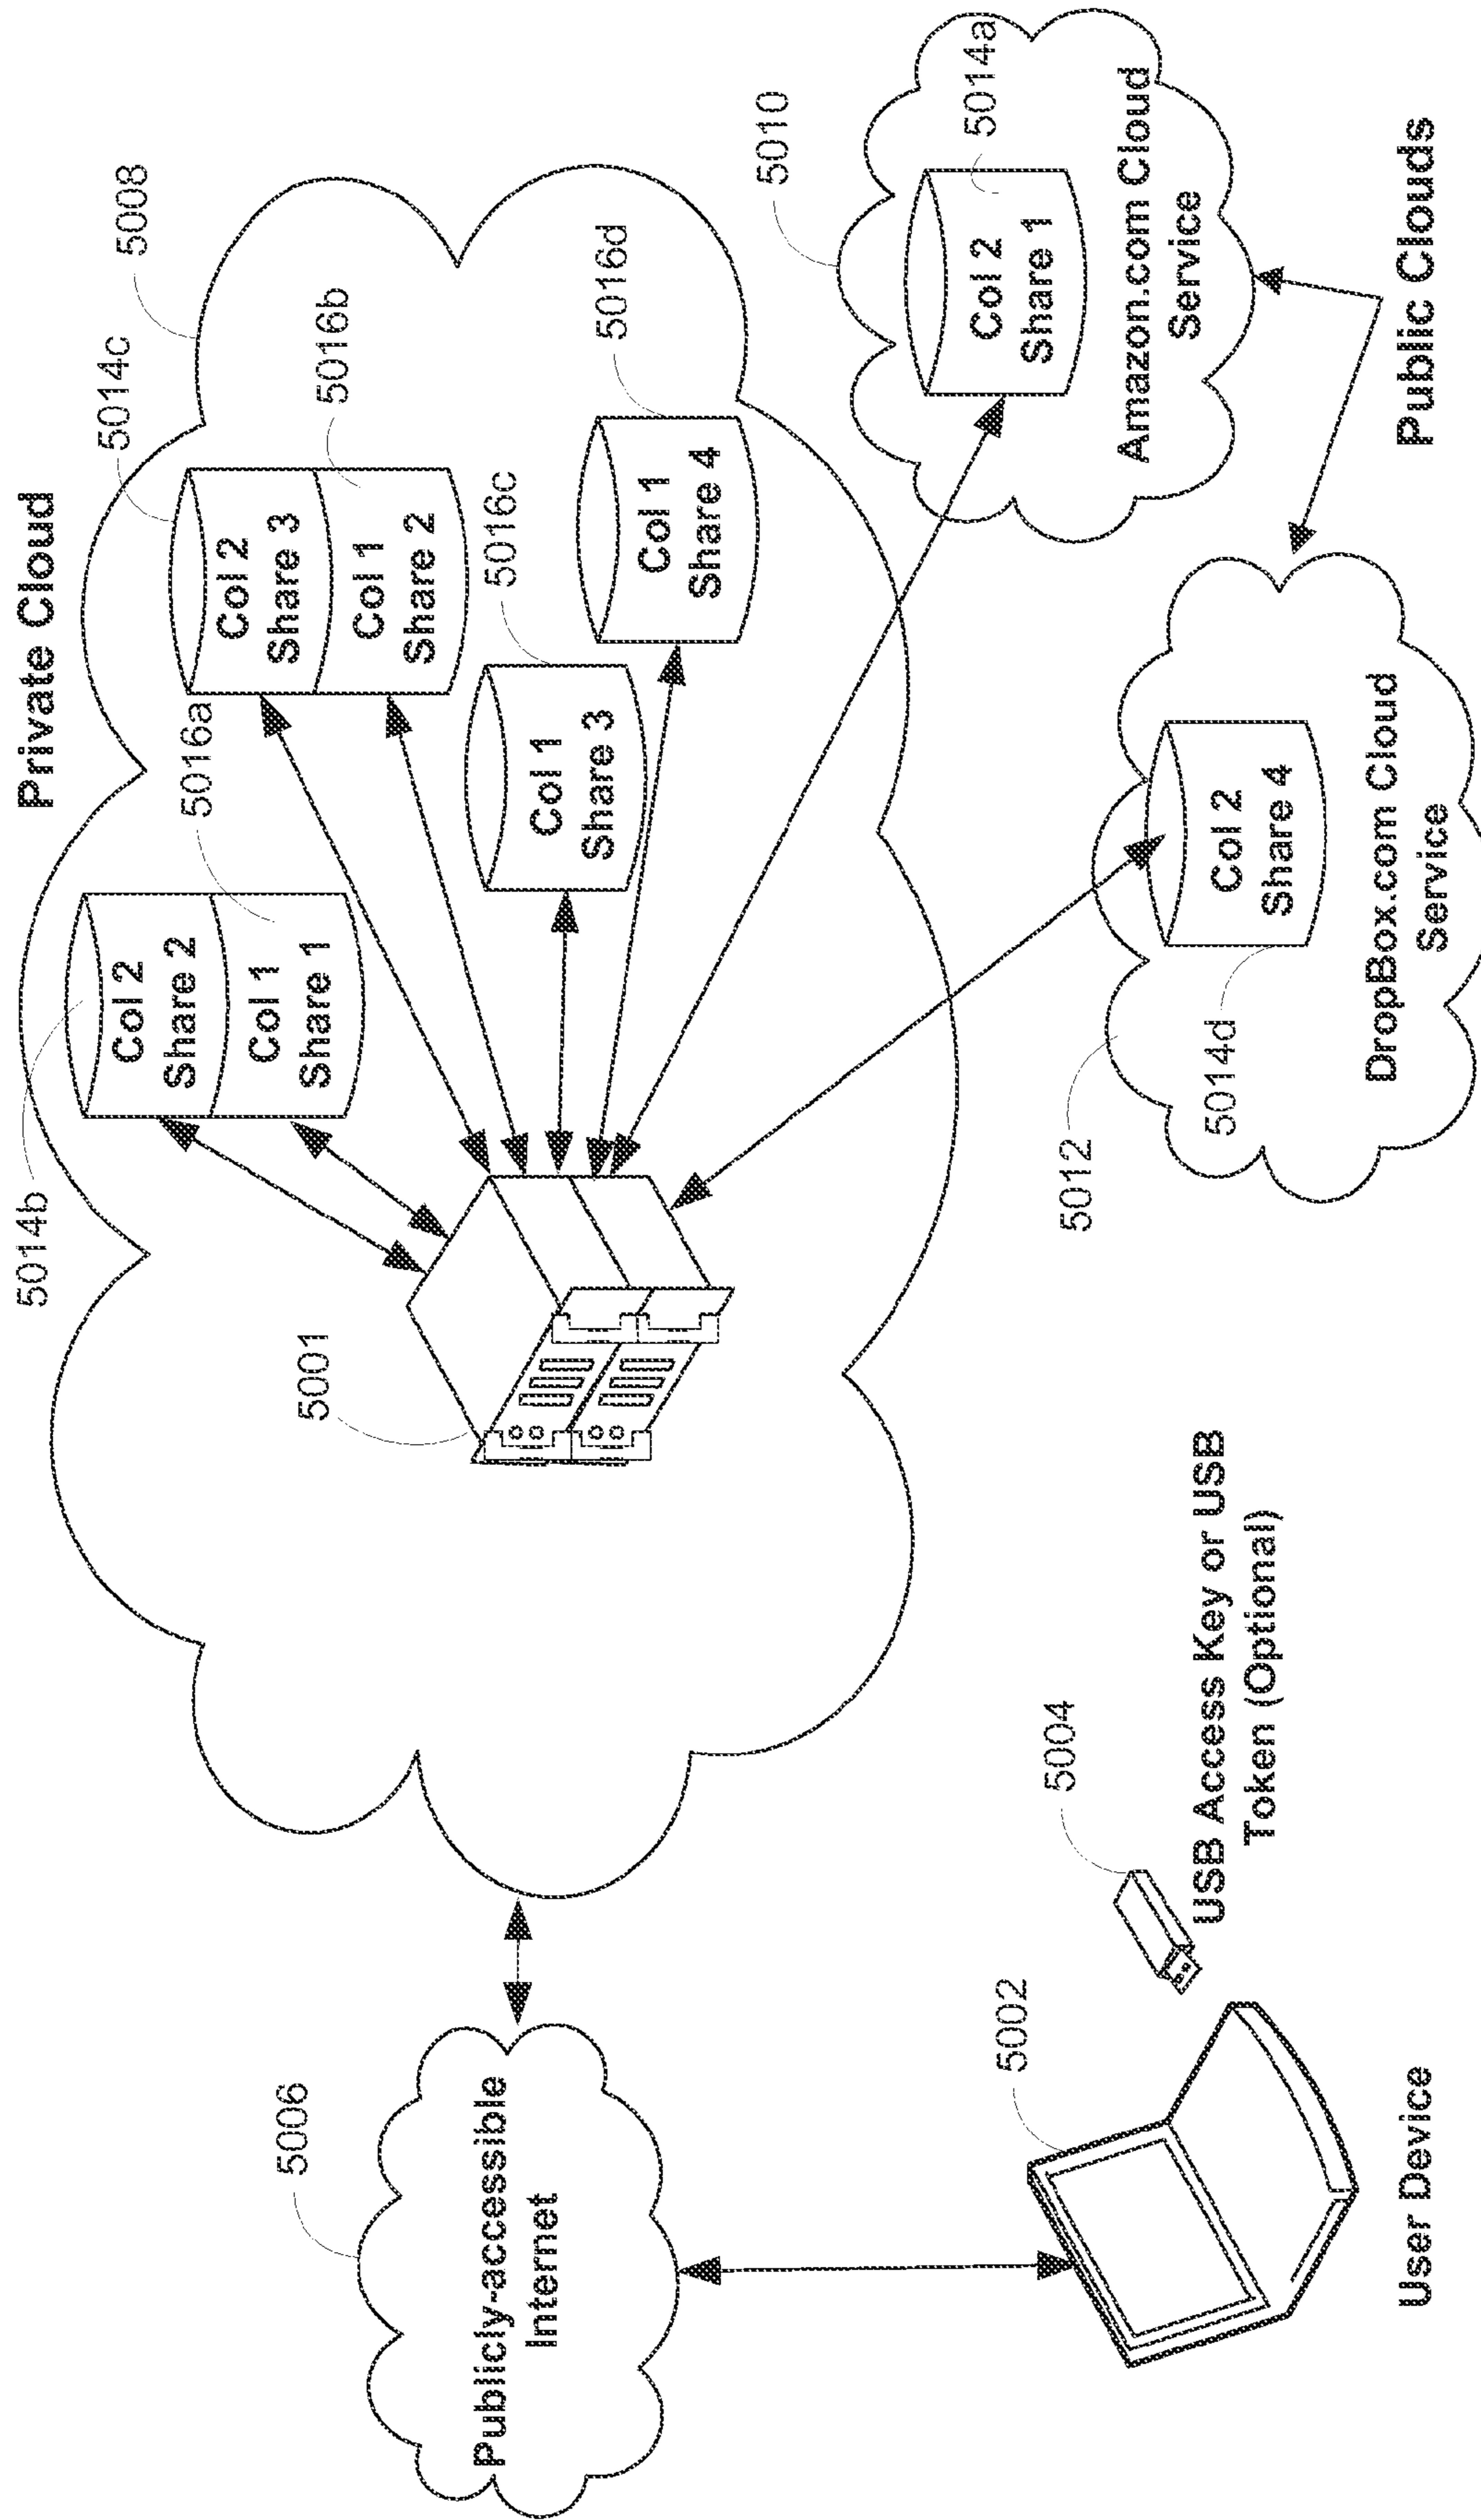 Private Cloud
5008
5014c
5014b
5016a
5016b
Col 2
Share 2
Col 1
Share 1
Col 2
Share 3
Col 1
Share 2
5016c
5016d
5001
Col 1
Share 3
Col 1
Share 4
5006
Publicly-accessible
Internet
5010
Col 2
Share 1
5014a
Amazon.com Cloud
Service
5002
5004
USB Access Key or USB
Token (Optional)
5012
5014d
Col 2
Share 4
DropBox.com Cloud
Service
User Device
Public Clouds